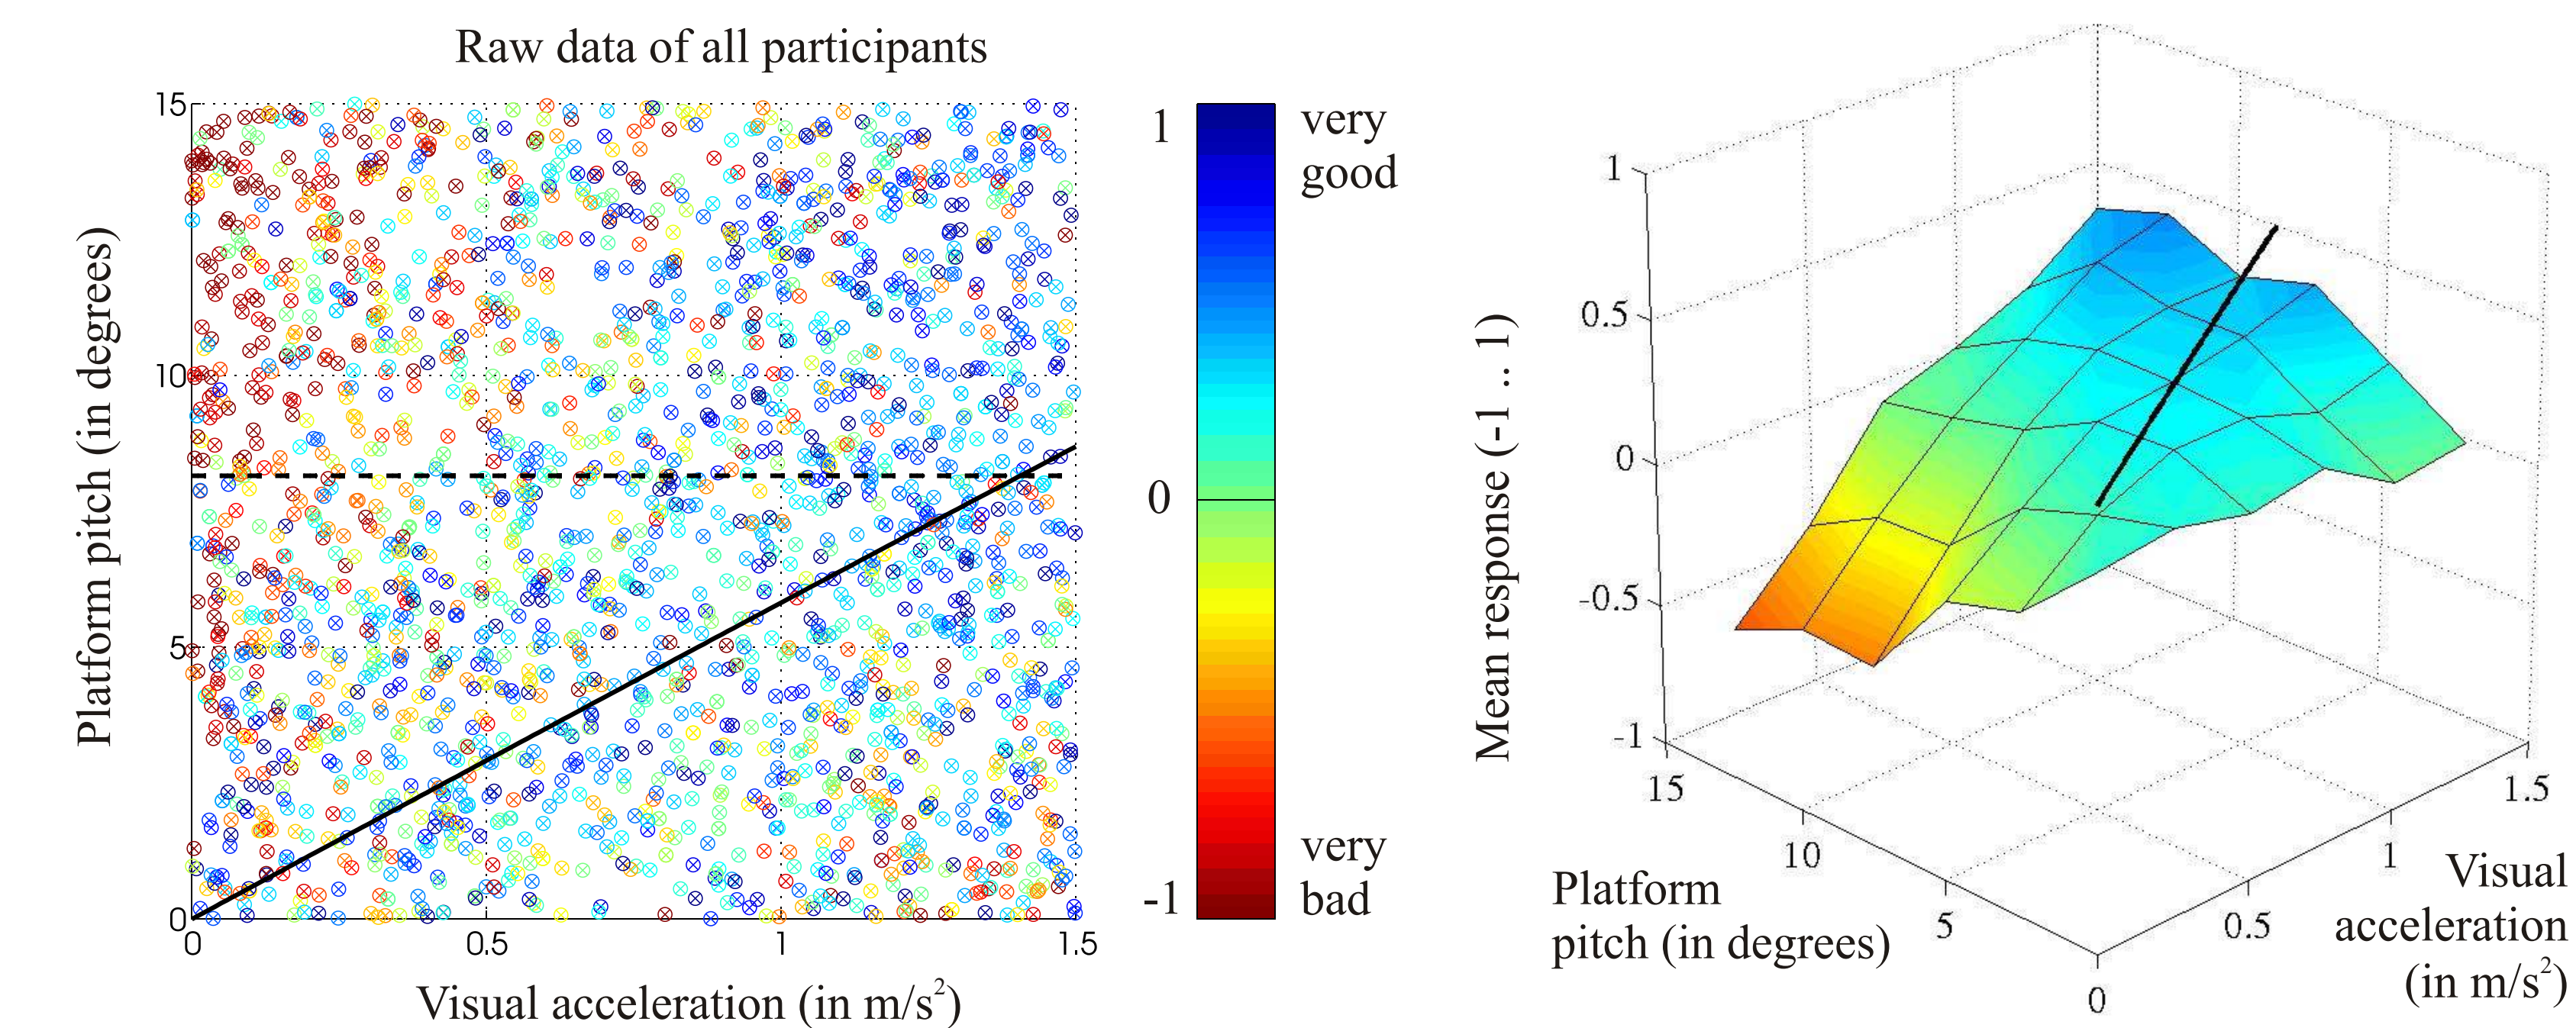 Raw data of all participants
15
10
5
0
0
0.5
1
1.5
Platform pitch (in degrees)
Visual acceleration (in m/s²)
1
0
-1
very
good
very
bad
Mean response (-1 .. 1)
1
0.5
0
-0.5
-1
15
10
5
0
0.5
1
1.5
Platform
pitch (in degrees)
Visual
acceleration
(in m/s²)